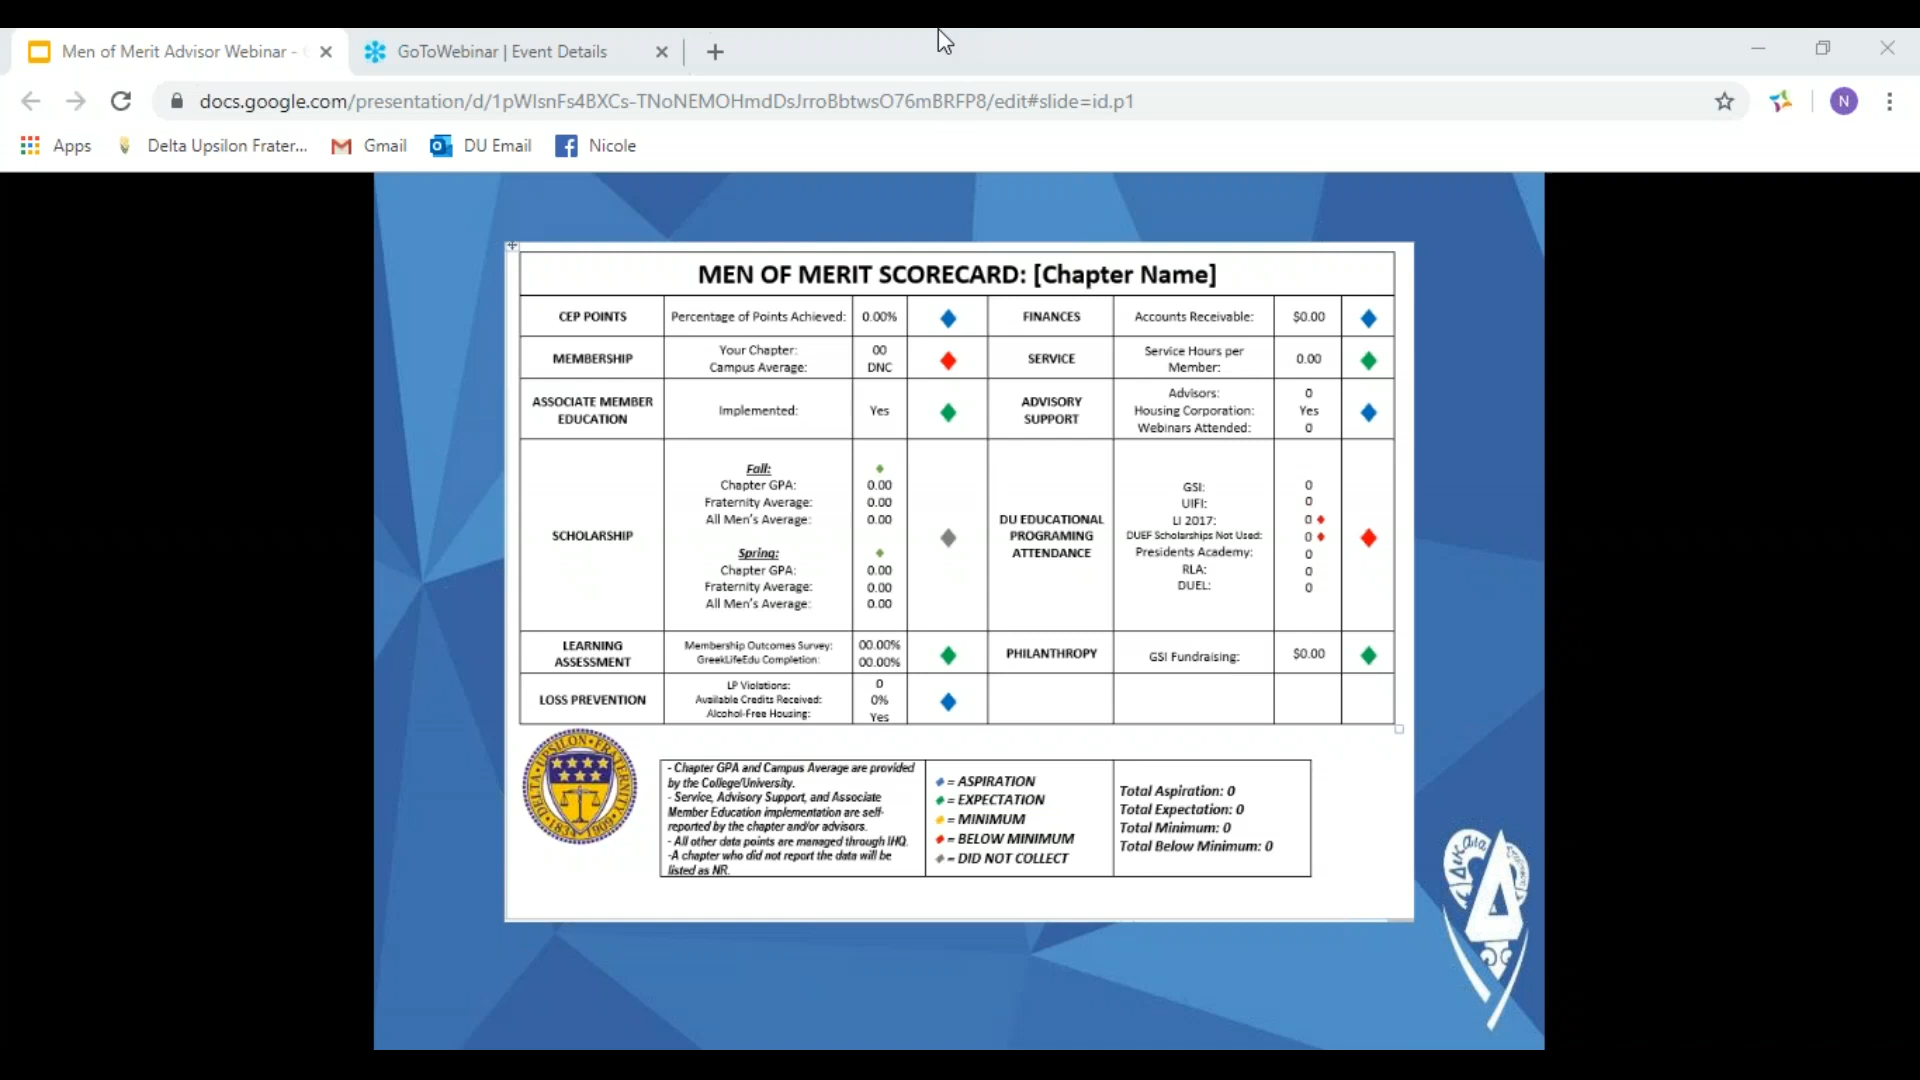 Men of Merit Advisor Webinar -
GoToWebinar | Event Details
docs.google.com/presentation/d/1pWIsnFs4BXCs-TNoNEMOHmdDsJrroBbtwsO76mBRFP8/edit#slide=id.p1
N
Apps
Delta Upsilon Frater...
Gmail
DU Email
Nicole
MEN OF MERIT SCORECARD: [Chapter Name]
CEP POINTS
Percentage of Points Achieved:
0.00%
FINANCES
Accounts Receivable:
$0.00
MEMBERSHIP
Your Chapter:
Campus Average:
00
DNC
SERVICE
Service Hours per
Member:
0.00
ASSOCIATE MEMBER
EDUCATION
Implemented:
Yes
ADVISORY
SUPPORT
Advisors:
Housing Corporation:
Webinars Attended:
0
Yes
0
SCHOLARSHIP
Fall:
Chapter GPA:
Fraternity Average:
All Men's Average:
0.00
0.00
0.00
Spring:
Chapter GPA:
Fraternity Average:
All Men's Average:
0.00
0.00
0.00
DU EDUCATIONAL
PROGRAMING
ATTENDANCE
GSI:
UIFI:
LI 2017:
DUEF Scholarships Not Used:
Presidents Academy:
RLA:
DUEL:
0
0
0
0
0
0
0
LEARNING
ASSESSMENT
Membership Outcomes Survey:
GreekLifeEdu Completion:
00.00%
00.00%
PHILANTHROPY
GSI Fundraising:
$0.00
LOSS PREVENTION
LP Violations:
Available Credits Received:
Alcohol-Free Housing:
0
0%
Yes
DELTA UPSILON FRATERNITY
1834 1909
- Chapter GPA and Campus Average are provided
by the College/University.
- Service, Advisory Support, and Associate
Member Education implementation are self-
reported by the chapter and/or advisors.
- All other data points are managed through IHQ.
-A chapter who did not report the data will be
listed as NR.
= ASPIRATION
= EXPECTATION
= MINIMUM
= BELOW MINIMUM
= DID NOT COLLECT
Total Aspiration: 0
Total Expectation: 0
Total Minimum: 0
Total Below Minimum: 0
Δικαια
Δ